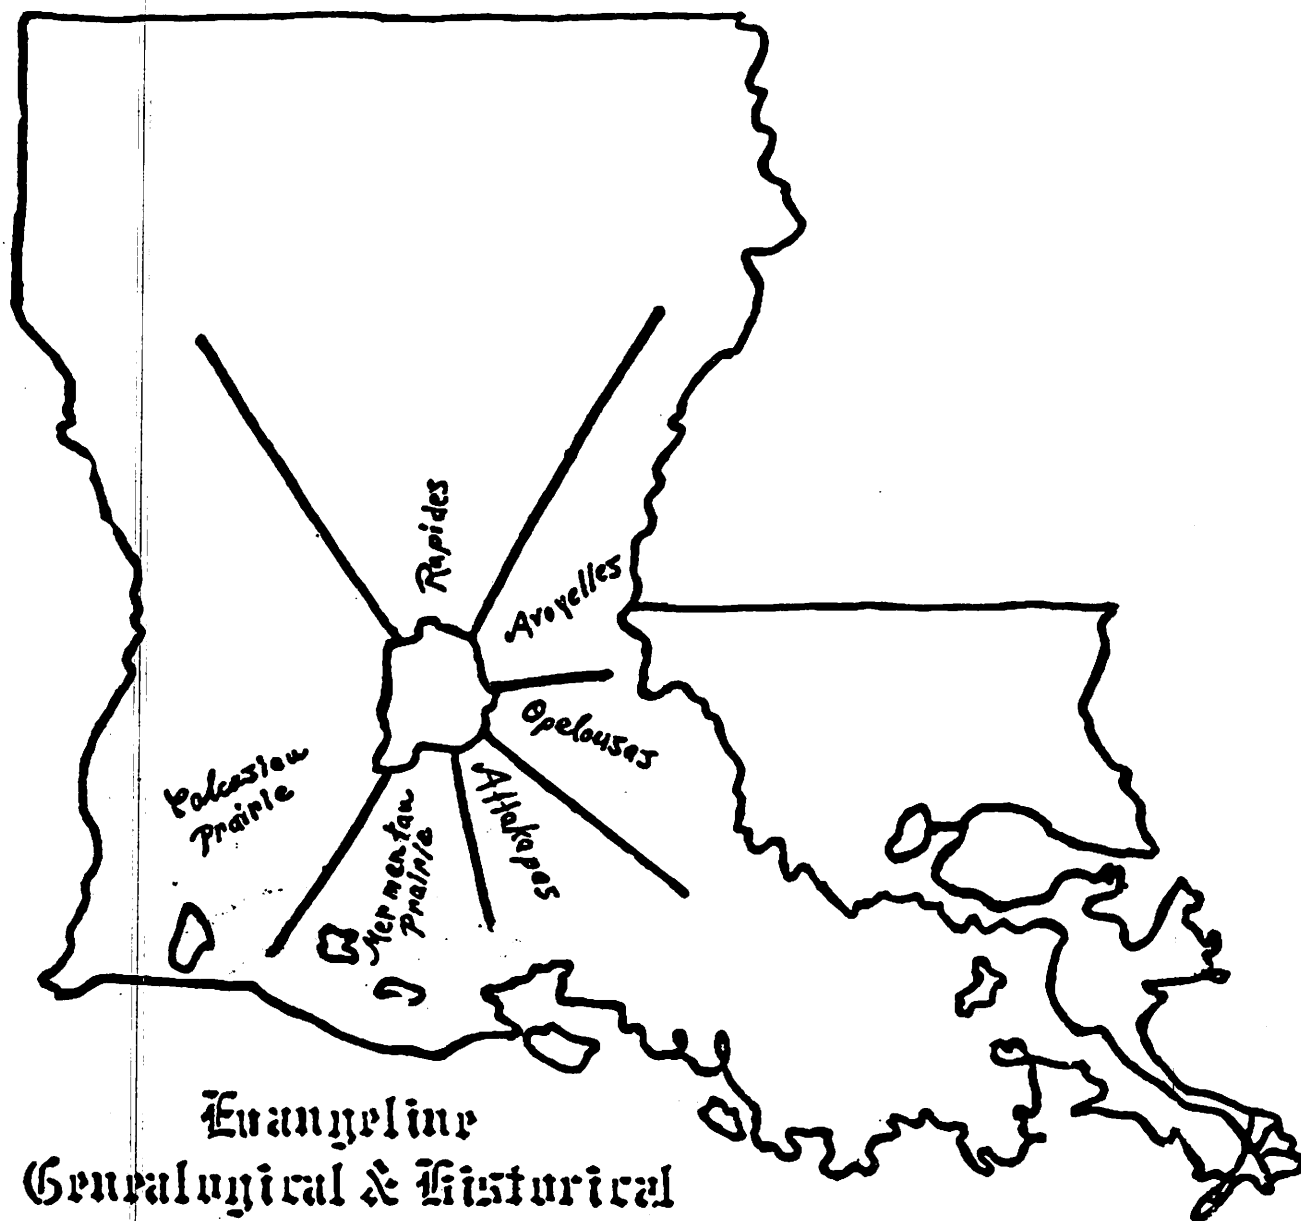 Rapides
Avoyelles
Opelousas
Calcasieu
Prairie
Mermentau
Prairie
Attakapas
Evangeline
Genealogical & Historical